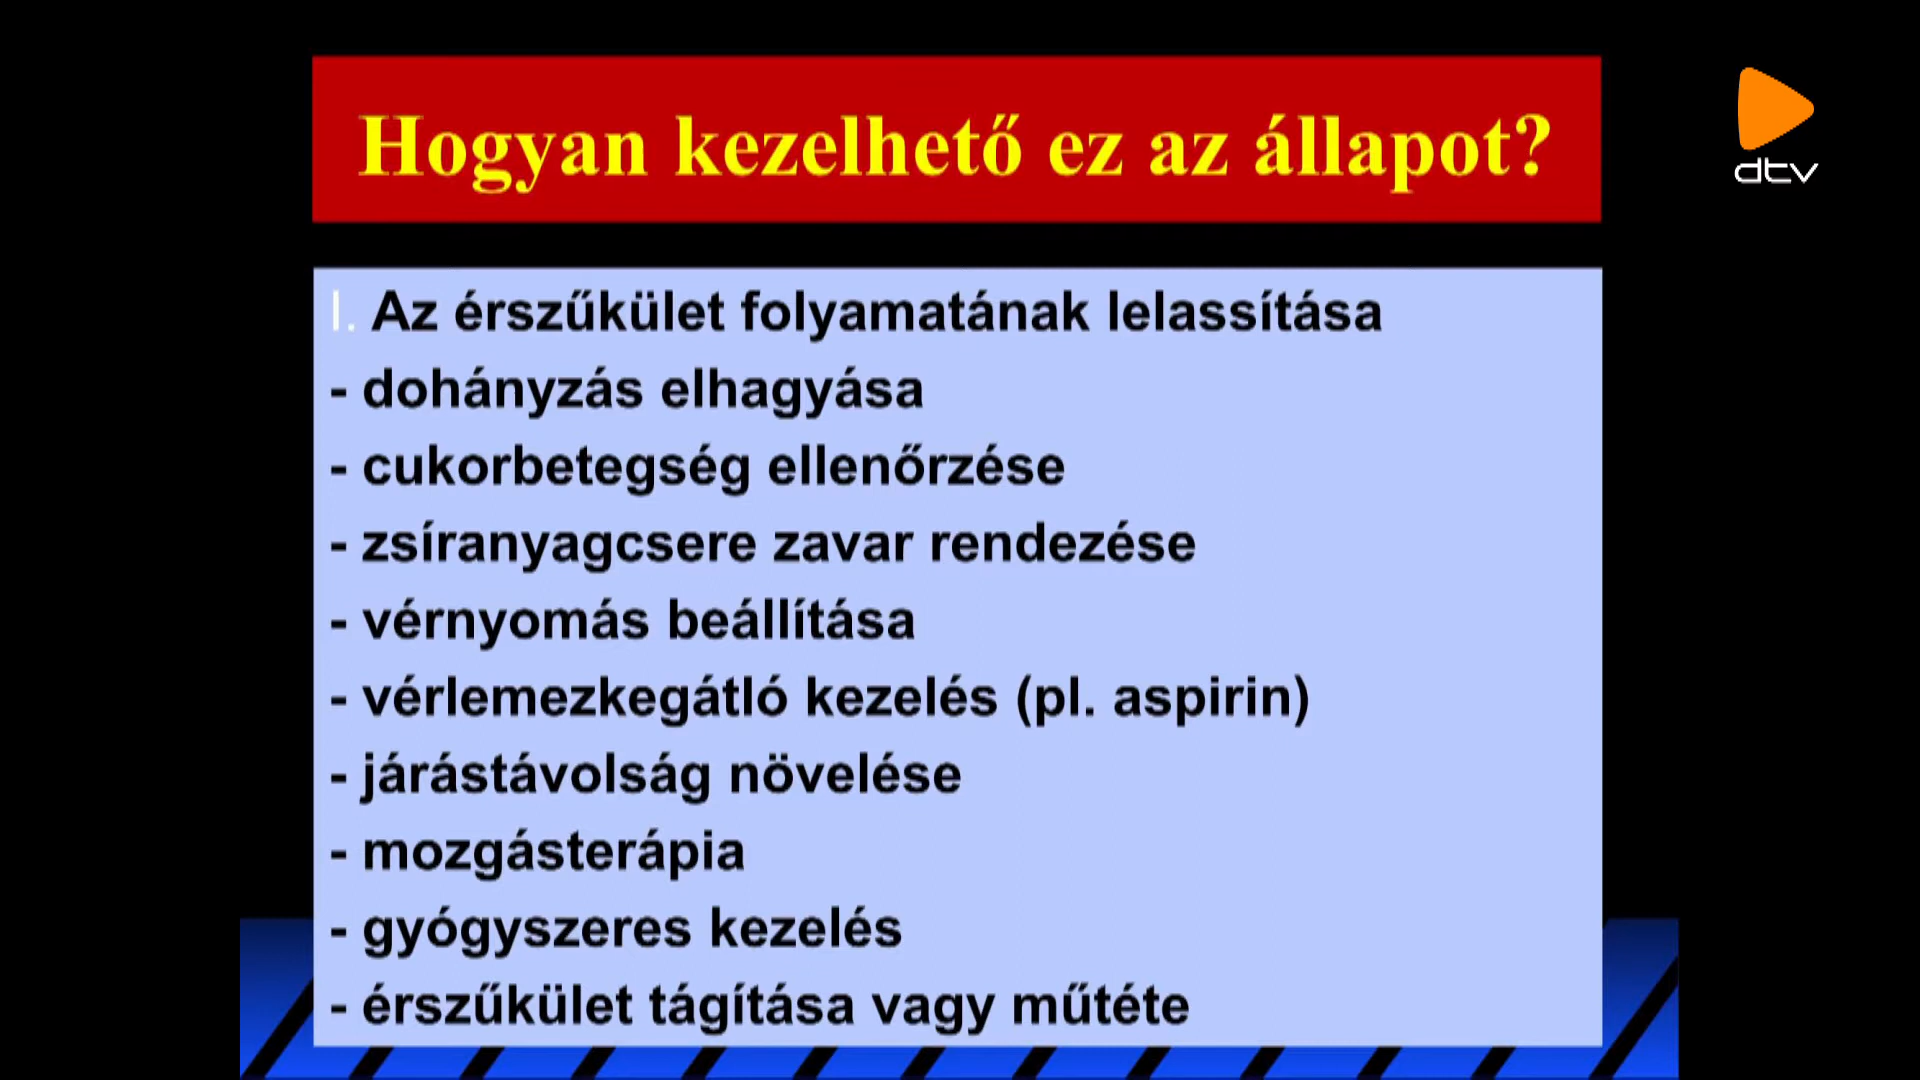 Hogyan kezelhető ez az állapot?
dtv
I. Az érszűkület folyamatának lelassítása
- dohányzás elhagyása
- cukorbetegség ellenőrzése
- zsíranyagcsere zavar rendezése
- vérnyomás beállítása
- vérlemezkegátló kezelés (pl. aspirin)
- járástávolság növelése
- mozgásterápia
- gyógyszeres kezelés
- érszűkület tágítása vagy műtéte